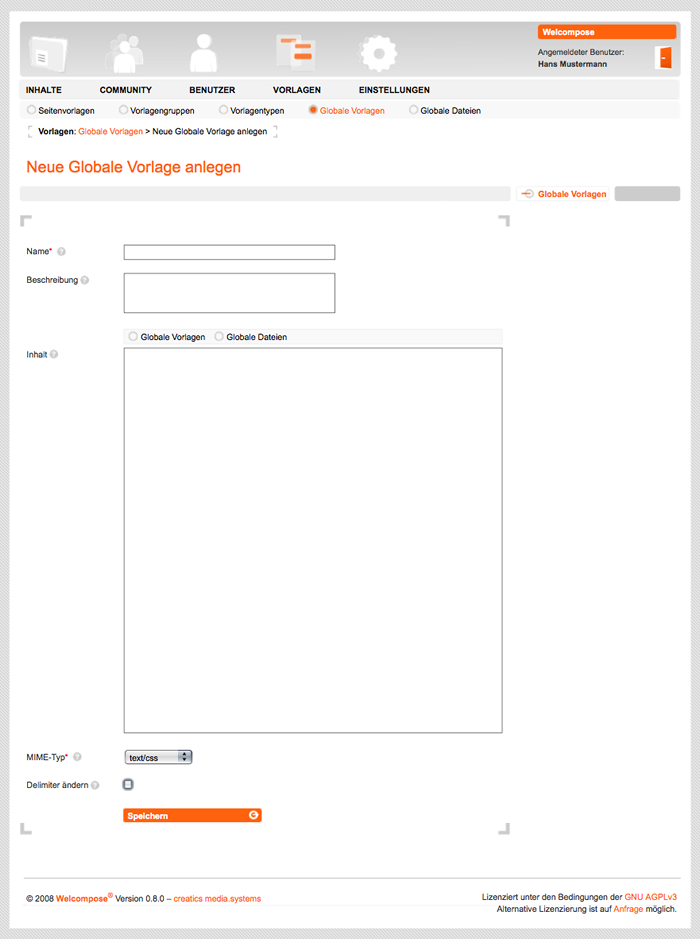 Welcompose
Angemeldeter Benutzer:
Hans Mustermann
INHALTE COMMUNITY BENUTZER VORLAGEN EINSTELLUNGEN
Seitenvorlagen Vorlagengruppen Vorlagentypen Globale Vorlagen Globale Dateien
Vorlagen: Globale Vorlagen > Neue Globale Vorlage anlegen
Neue Globale Vorlage anlegen
Globale Vorlagen
Name* ?
Beschreibung ?
Globale Vorlagen Globale Dateien
Inhalt ?
MIME-Typ* ? text/css
Delimiter ändern ?
Speichern
© 2008 Welcompose® Version 0.8.0 – creatics media.systems
Lizenziert unter den Bedingungen der GNU AGPLv3
Alternative Lizenzierung ist auf Anfrage möglich.